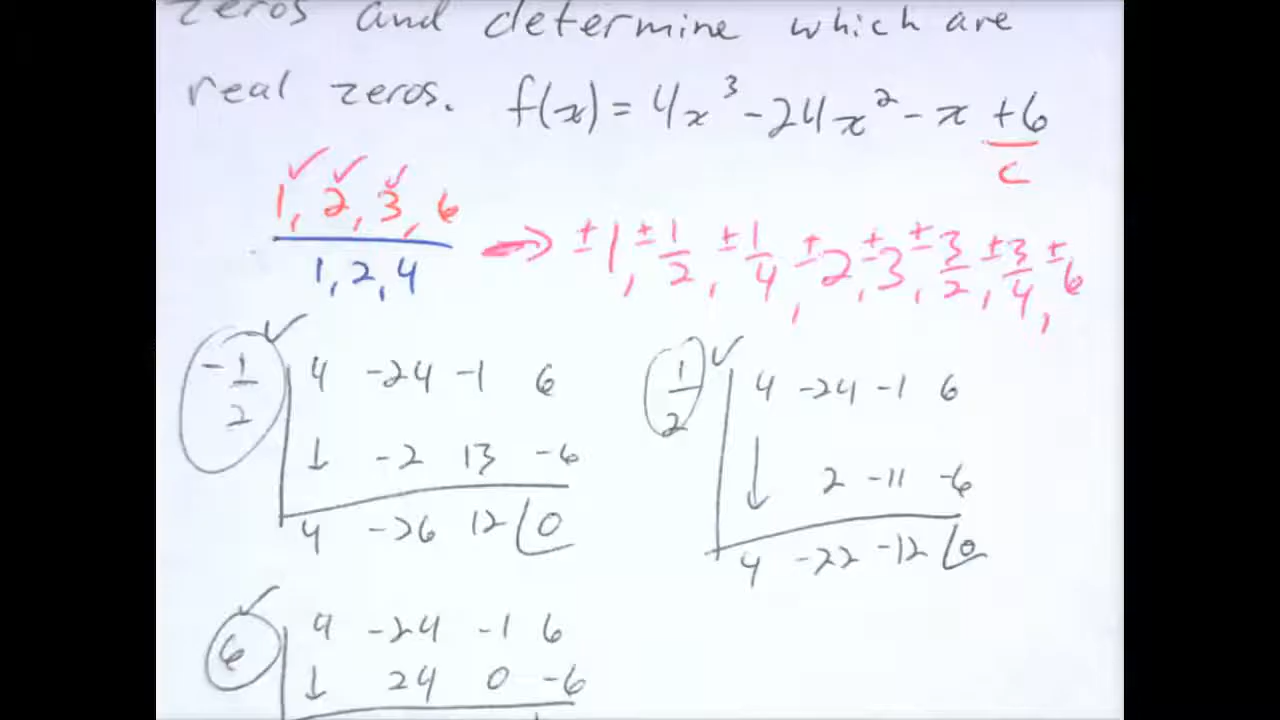 zeros and determine which are
real zeros. f(x) = 4x³ - 24x² - x + 6
c
1, 2, 3, 6
1, 2, 4
→ ±1, ±1/2, ±1/4, ±2, ±3, ±3/2, ±3/4, ±6
-1/2 | 4 -24 -1 6
↓ -2 13 -6
4 -26 12 | 0
1/2 | 4 -24 -1 6
↓ 2 -11 -6
4 -22 -12 | 0
6 | 4 -24 -1 6
↓ 24 0 -6